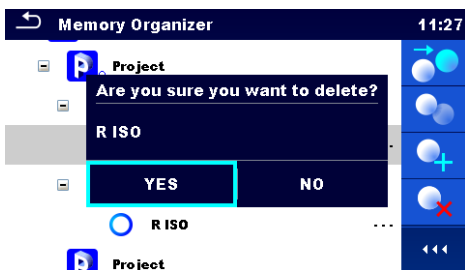 Memory Organizer 11:27
Project
Are you sure you want to delete?
R ISO
YES NO
R ISO ...
Project